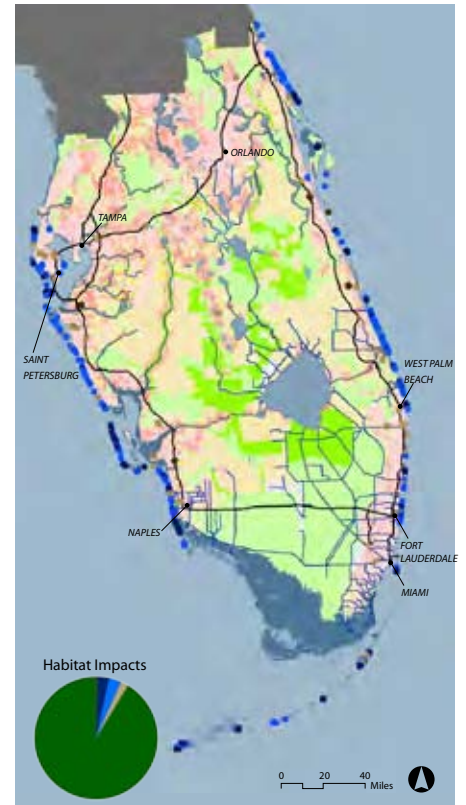 ORLANDO
TAMPA
SAINT
PETERSBURG
WEST PALM
BEACH
NAPLES
FORT
LAUDERDALE
MIAMI
Habitat Impacts
0 20 40
Miles